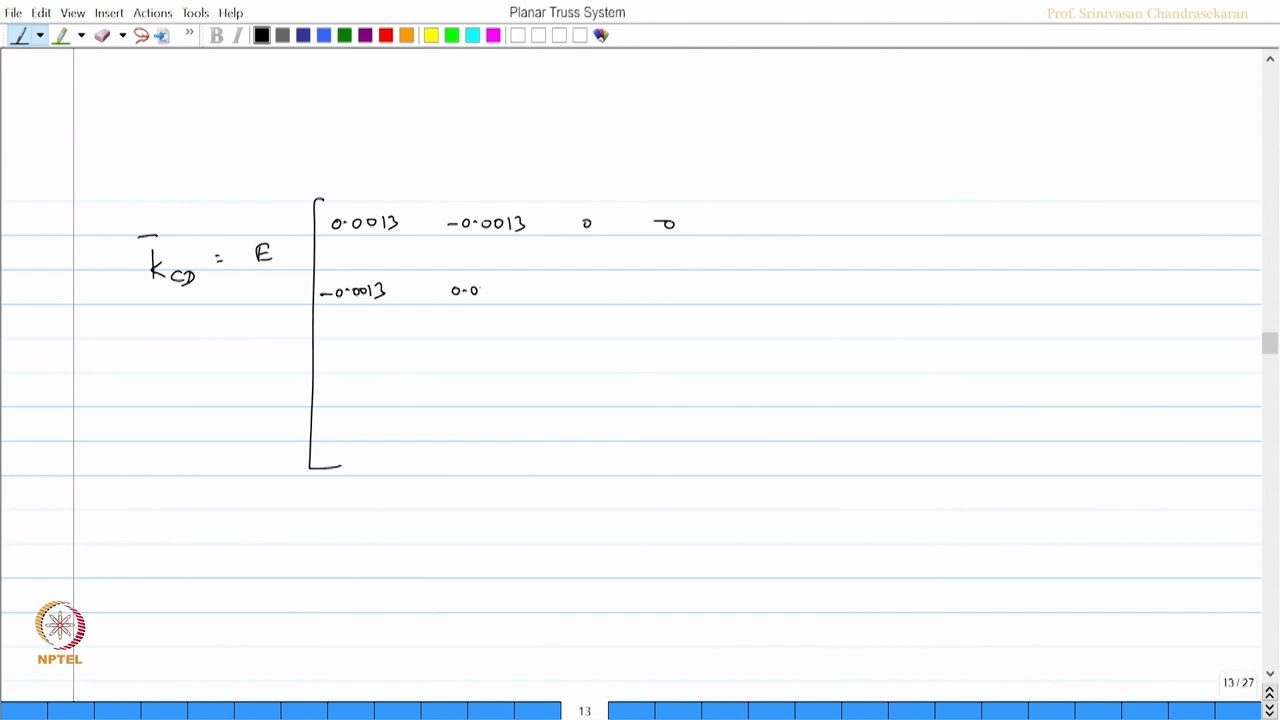 File Edit View Insert Actions Tools Help
Planar Truss System
Prof. Srinivasan Chandrasekaran
B I
k̅CD = E
0.0013 -0.0013 0 0
-0.0013 0.0
NPTEL
13 / 27
13